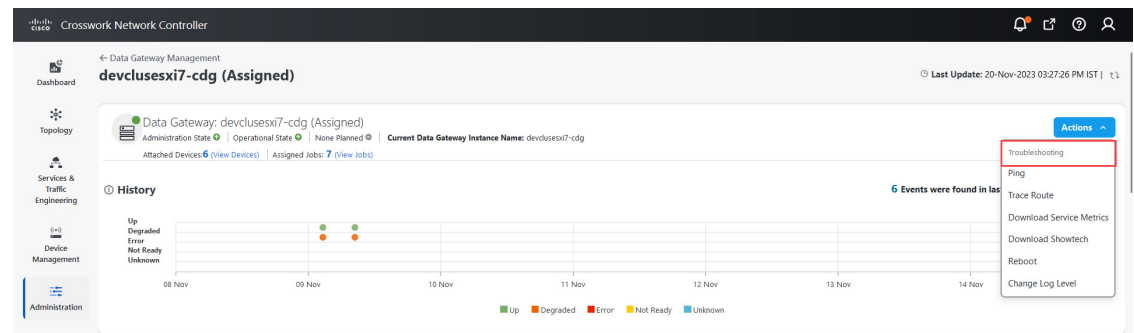 cisco Crosswork Network Controller
← Data Gateway Management
devclusesxi7-cdg (Assigned)
Last Update: 20-Nov-2023 03:27:26 PM IST |
Dashboard
Topology
Services &
Traffic
Engineering
Device
Management
Administration
Data Gateway: devclusesxi7-cdg (Assigned)
Administration State | Operational State | None Planned | Current Data Gateway Instance Name: devclusesxi7-cdg
Attached Devices:6 (View Devices) | Assigned Jobs: 7 (View Jobs)
Actions
Troubleshooting
Ping
Trace Route
Download Service Metrics
Download Showtech
Reboot
Change Log Level
History
6 Events were found in las
Up
Degraded
Error
Not Ready
Unknown
08 Nov 09 Nov 10 Nov 11 Nov 12 Nov 13 Nov 14 Nov
Up Degraded Error Not Ready Unknown